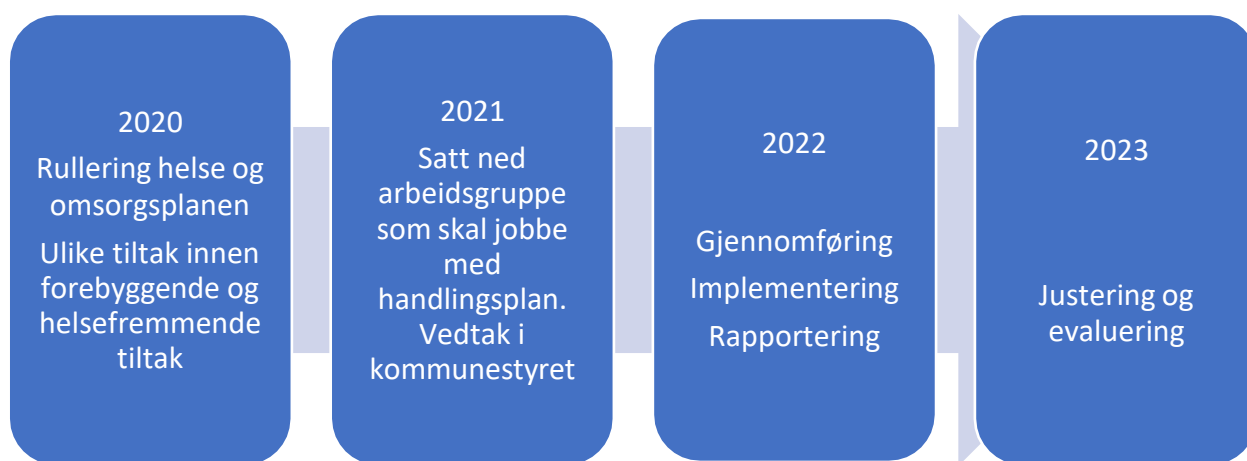 2020
Rullering helse og
omsorgsplanen
Ulike tiltak innen
forebyggende og
helsefremmende
tiltak
2021
Satt ned
arbeidsgruppe
som skal jobbe
med
handlingsplan.
Vedtak i
kommunestyret
2022
Gjennomføring
Implementering
Rapportering
2023
Justering og
evaluering